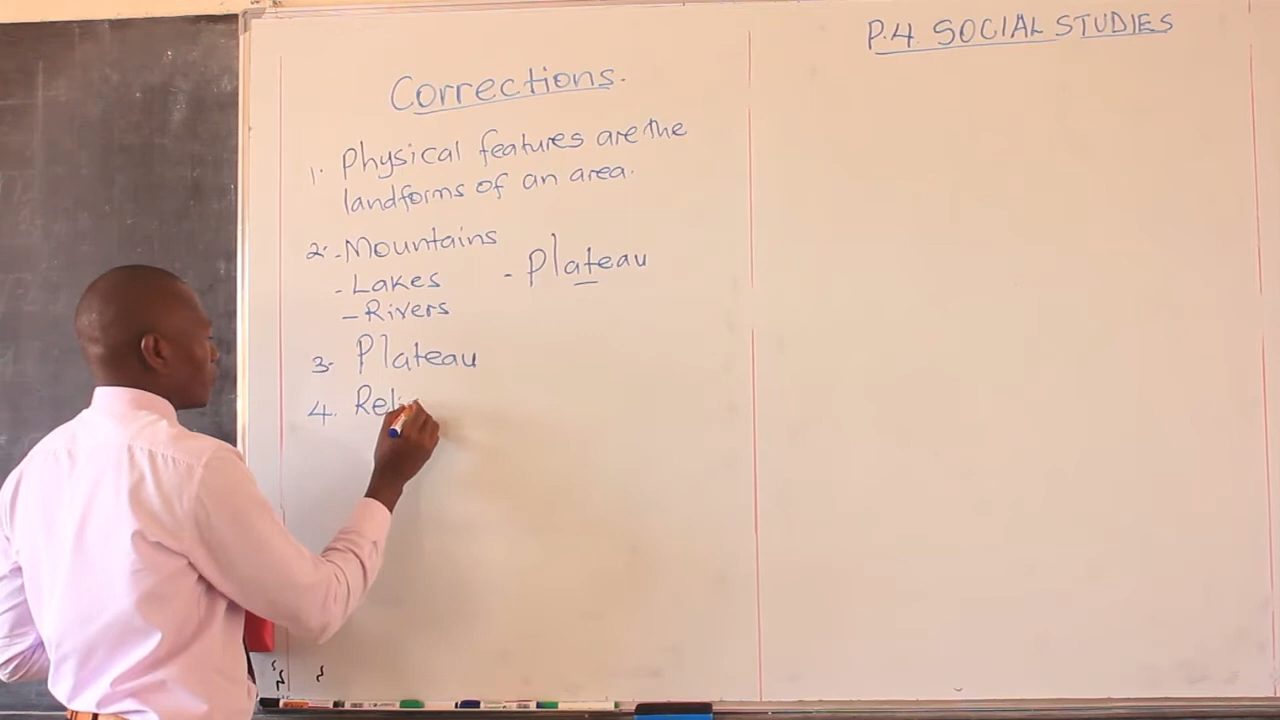 P.4. SOCIAL STUDIES
Corrections.
1. Physical features are the
landforms of an area.
2. - Mountains
- Lakes - Plateau
- Rivers
3. Plateau
4. Reli